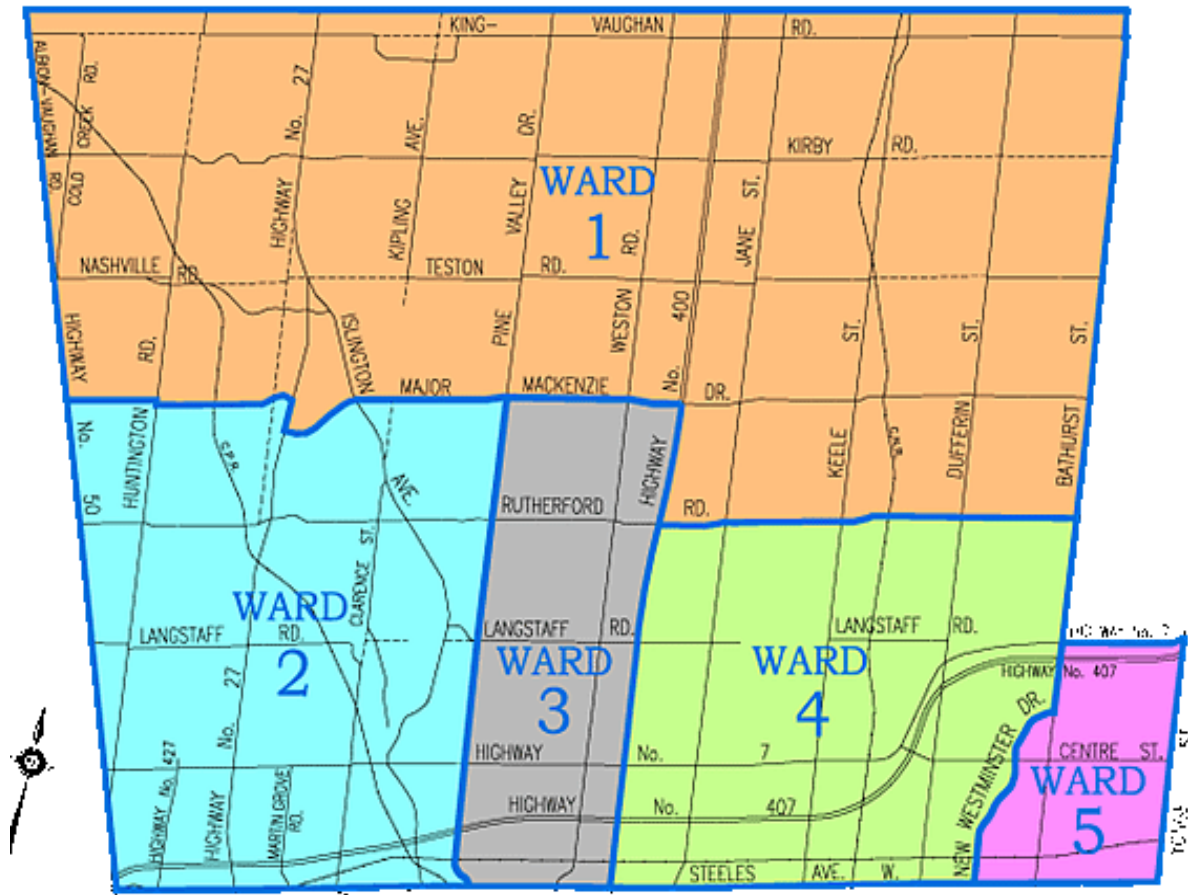 KING- VAUGHAN RD.
ALBION-VAUGHAN RD.
COLD CREEK RD.
HIGHWAY No. 27
KIPLING AVE.
PINE VALLEY DR.
WESTON RD.
HIGHWAY No. 400
JANE ST.
KIRBY RD.
WARD
1
NASHVILLE RD.
TESTON RD.
HIGHWAY No. 50
HUNTINGTON RD.
ISLINGTON AVE.
MAJOR MACKENZIE DR.
KEELE ST.
DUFFERIN ST.
BATHURST ST.
C.P.R.
C.N.R.
RUTHERFORD RD.
CLARENCE ST.
WARD
2
LANGSTAFF RD.
LANGSTAFF RD.
LANGSTAFF RD.
WARD
3
WARD
4
HIGHWAY No. 407
HIGHWAY No. 7
CENTRE ST.
NEW WESTMINSTER DR.
WARD
5
HIGHWAY No. 427
HIGHWAY No. 27
MARTIN GROVE RD.
HIGHWAY No. 407
STEELES AVE. W.